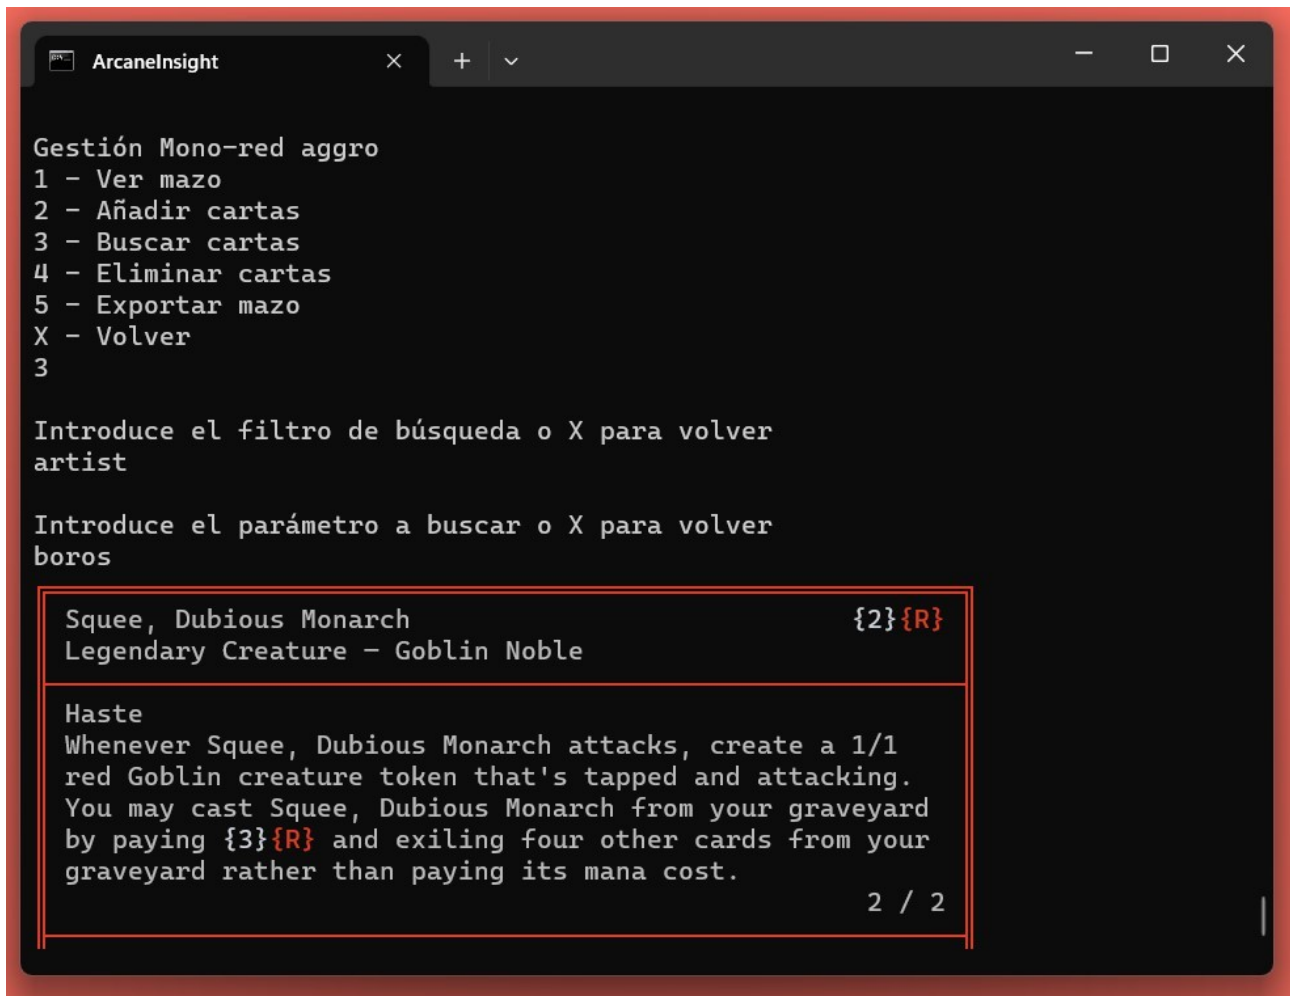 ArcaneInsight
Gestión Mono-red aggro
1 - Ver mazo
2 - Añadir cartas
3 - Buscar cartas
4 - Eliminar cartas
5 - Exportar mazo
X - Volver
3
Introduce el filtro de búsqueda o X para volver
artist
Introduce el parámetro a buscar o X para volver
boros
Squee, Dubious Monarch {2}{R}
Legendary Creature — Goblin Noble
Haste
Whenever Squee, Dubious Monarch attacks, create a 1/1
red Goblin creature token that's tapped and attacking.
You may cast Squee, Dubious Monarch from your graveyard
by paying {3}{R} and exiling four other cards from your
graveyard rather than paying its mana cost.
2 / 2